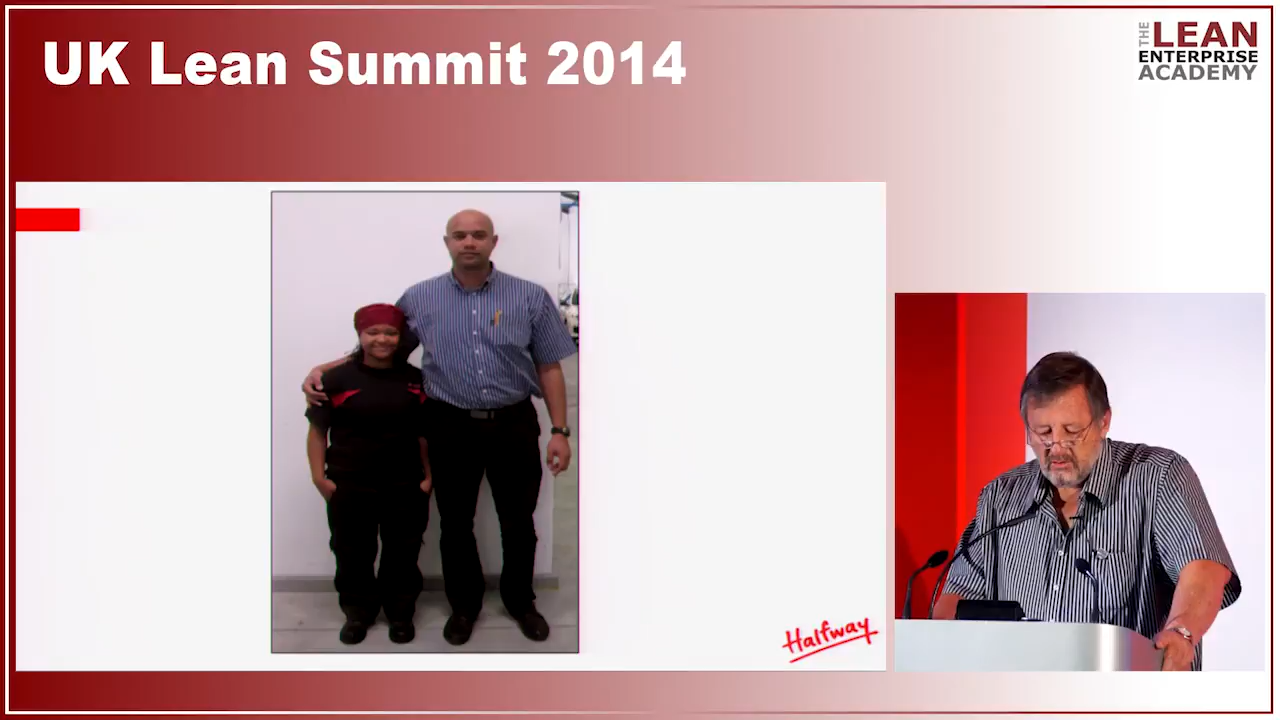 UK Lean Summit 2014
THE
LEAN
ENTERPRISE
ACADEMY
Halfway